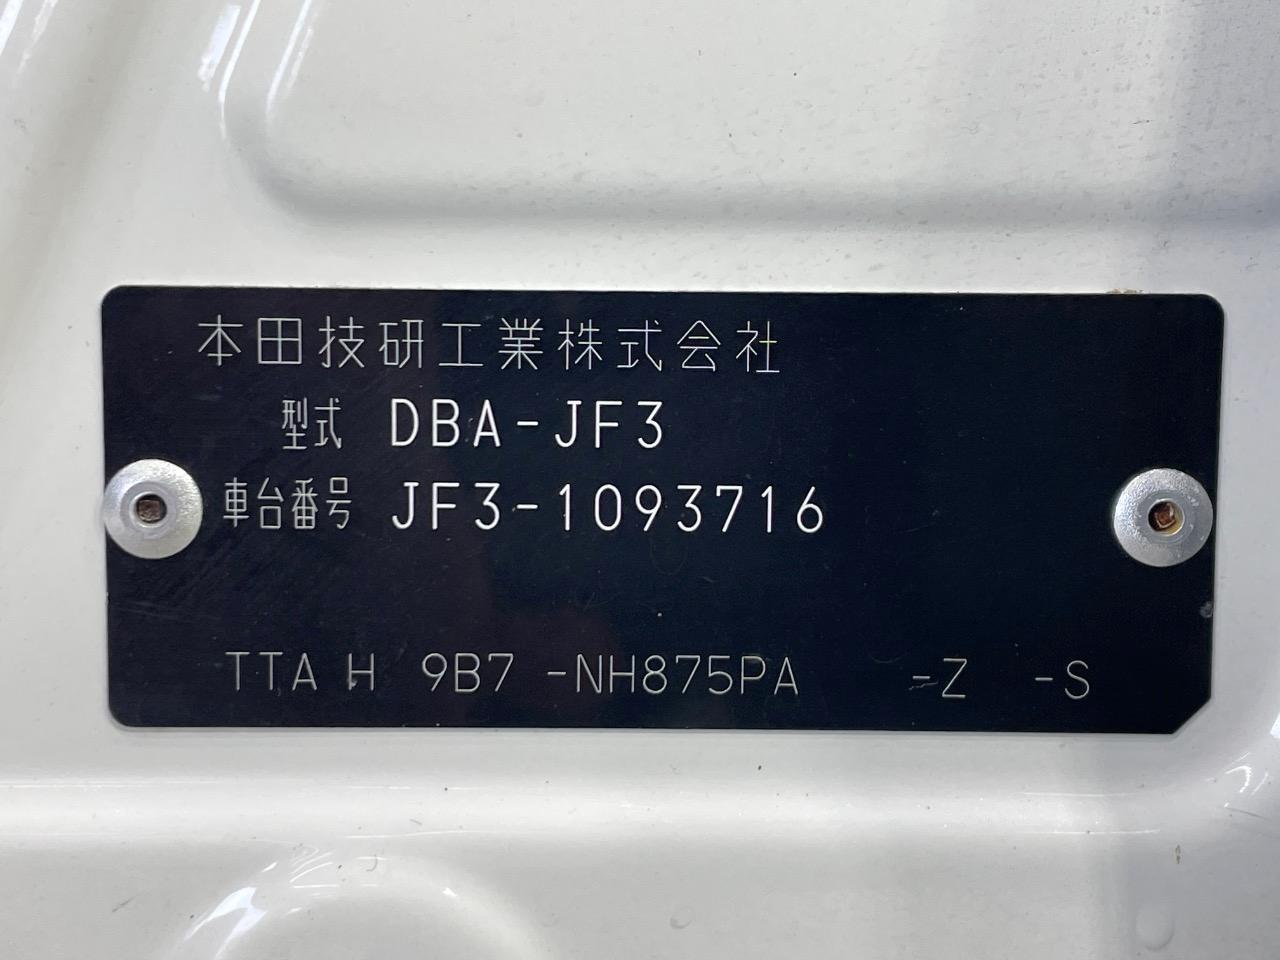 本田技研工業株式会社
型式 DBA-JF3
車台番号 JF3-1093716
TTA H 9B7 -NH875PA -Z -S